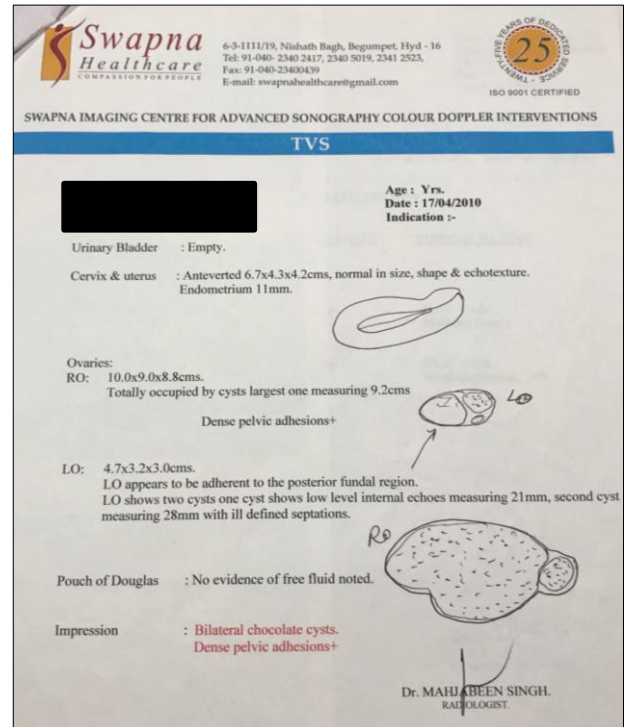 Swapna
Healthcare
COMPASSION FOR PEOPLE
6-3-1111/19, Nishath Bagh, Begumpet, Hyd - 16
Tel: 91-040- 2340 2417, 2340 5019, 2341 2523,
Fax: 91-040-23400439
E-mail: swapnahealthcare@gmail.com
TWENTY-FIVE YEARS OF DEDICATED SERVICE
25
ISO 9001 CERTIFIED
SWAPNA IMAGING CENTRE FOR ADVANCED SONOGRAPHY COLOUR DOPPLER INTERVENTIONS
TVS
Age : Yrs.
Date : 17/04/2010
Indication :-
Urinary Bladder : Empty.
Cervix & uterus : Anteverted 6.7x4.3x4.2cms, normal in size, shape & echotexture.
Endometrium 11mm.
Ovaries:
RO: 10.0x9.0x8.8cms.
Totally occupied by cysts largest one measuring 9.2cms
LO
Dense pelvic adhesions+
LO: 4.7x3.2x3.0cms.
LO appears to be adherent to the posterior fundal region.
LO shows two cysts one cyst shows low level internal echoes measuring 21mm, second cyst
measuring 28mm with ill defined septations.
RO
Pouch of Douglas : No evidence of free fluid noted.
Impression : Bilateral chocolate cysts.
Dense pelvic adhesions+
Dr. MAHJABEEN SINGH.
RADIOLOGIST.